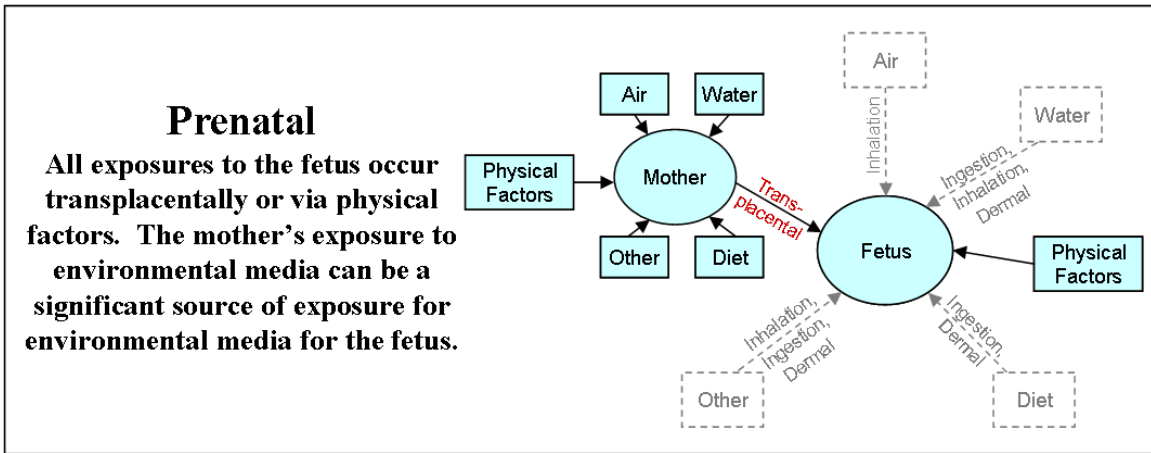 Prenatal
All exposures to the fetus occur
transplacentally or via physical
factors.  The mother's exposure to
environmental media can be a
significant source of exposure for
environmental media for the fetus.
Air
Water
Physical
Factors
Mother
Other
Diet
Trans-
placental
Air
Inhalation
Water
Ingestion,
Inhalation,
Dermal
Fetus
Physical
Factors
Inhalation,
Ingestion,
Dermal
Other
Ingestion,
Dermal
Diet